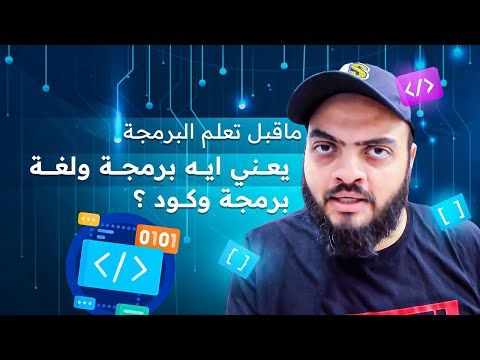 ماقبل تعلم البرمجة
يعني ايه برمجة ولغة
برمجة وكود ؟
</>
0101
</>
[ ]
[ ]
S